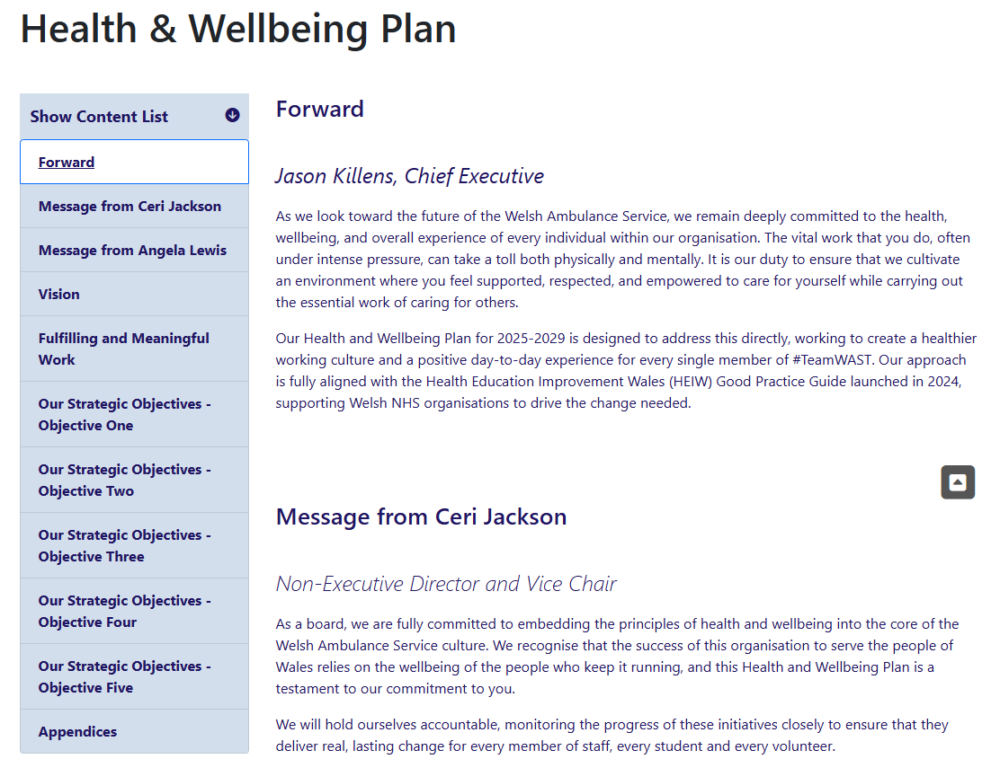 Health & Wellbeing Plan
Show Content List
Forward
Message from Ceri Jackson
Message from Angela Lewis
Vision
Fulfilling and Meaningful
Work
Our Strategic Objectives -
Objective One
Our Strategic Objectives -
Objective Two
Our Strategic Objectives -
Objective Three
Our Strategic Objectives -
Objective Four
Our Strategic Objectives -
Objective Five
Appendices
Forward
Jason Killens, Chief Executive
As we look toward the future of the Welsh Ambulance Service, we remain deeply committed to the health,
wellbeing, and overall experience of every individual within our organisation. The vital work that you do, often
under intense pressure, can take a toll both physically and mentally. It is our duty to ensure that we cultivate
an environment where you feel supported, respected, and empowered to care for yourself while carrying out
the essential work of caring for others.
Our Health and Wellbeing Plan for 2025-2029 is designed to address this directly, working to create a healthier
working culture and a positive day-to-day experience for every single member of #TeamWAST. Our approach
is fully aligned with the Health Education Improvement Wales (HEIW) Good Practice Guide launched in 2024,
supporting Welsh NHS organisations to drive the change needed.
Message from Ceri Jackson
Non-Executive Director and Vice Chair
As a board, we are fully committed to embedding the principles of health and wellbeing into the core of the
Welsh Ambulance Service culture. We recognise that the success of this organisation to serve the people of
Wales relies on the wellbeing of the people who keep it running, and this Health and Wellbeing Plan is a
testament to our commitment to you.
We will hold ourselves accountable, monitoring the progress of these initiatives closely to ensure that they
deliver real, lasting change for every member of staff, every student and every volunteer.